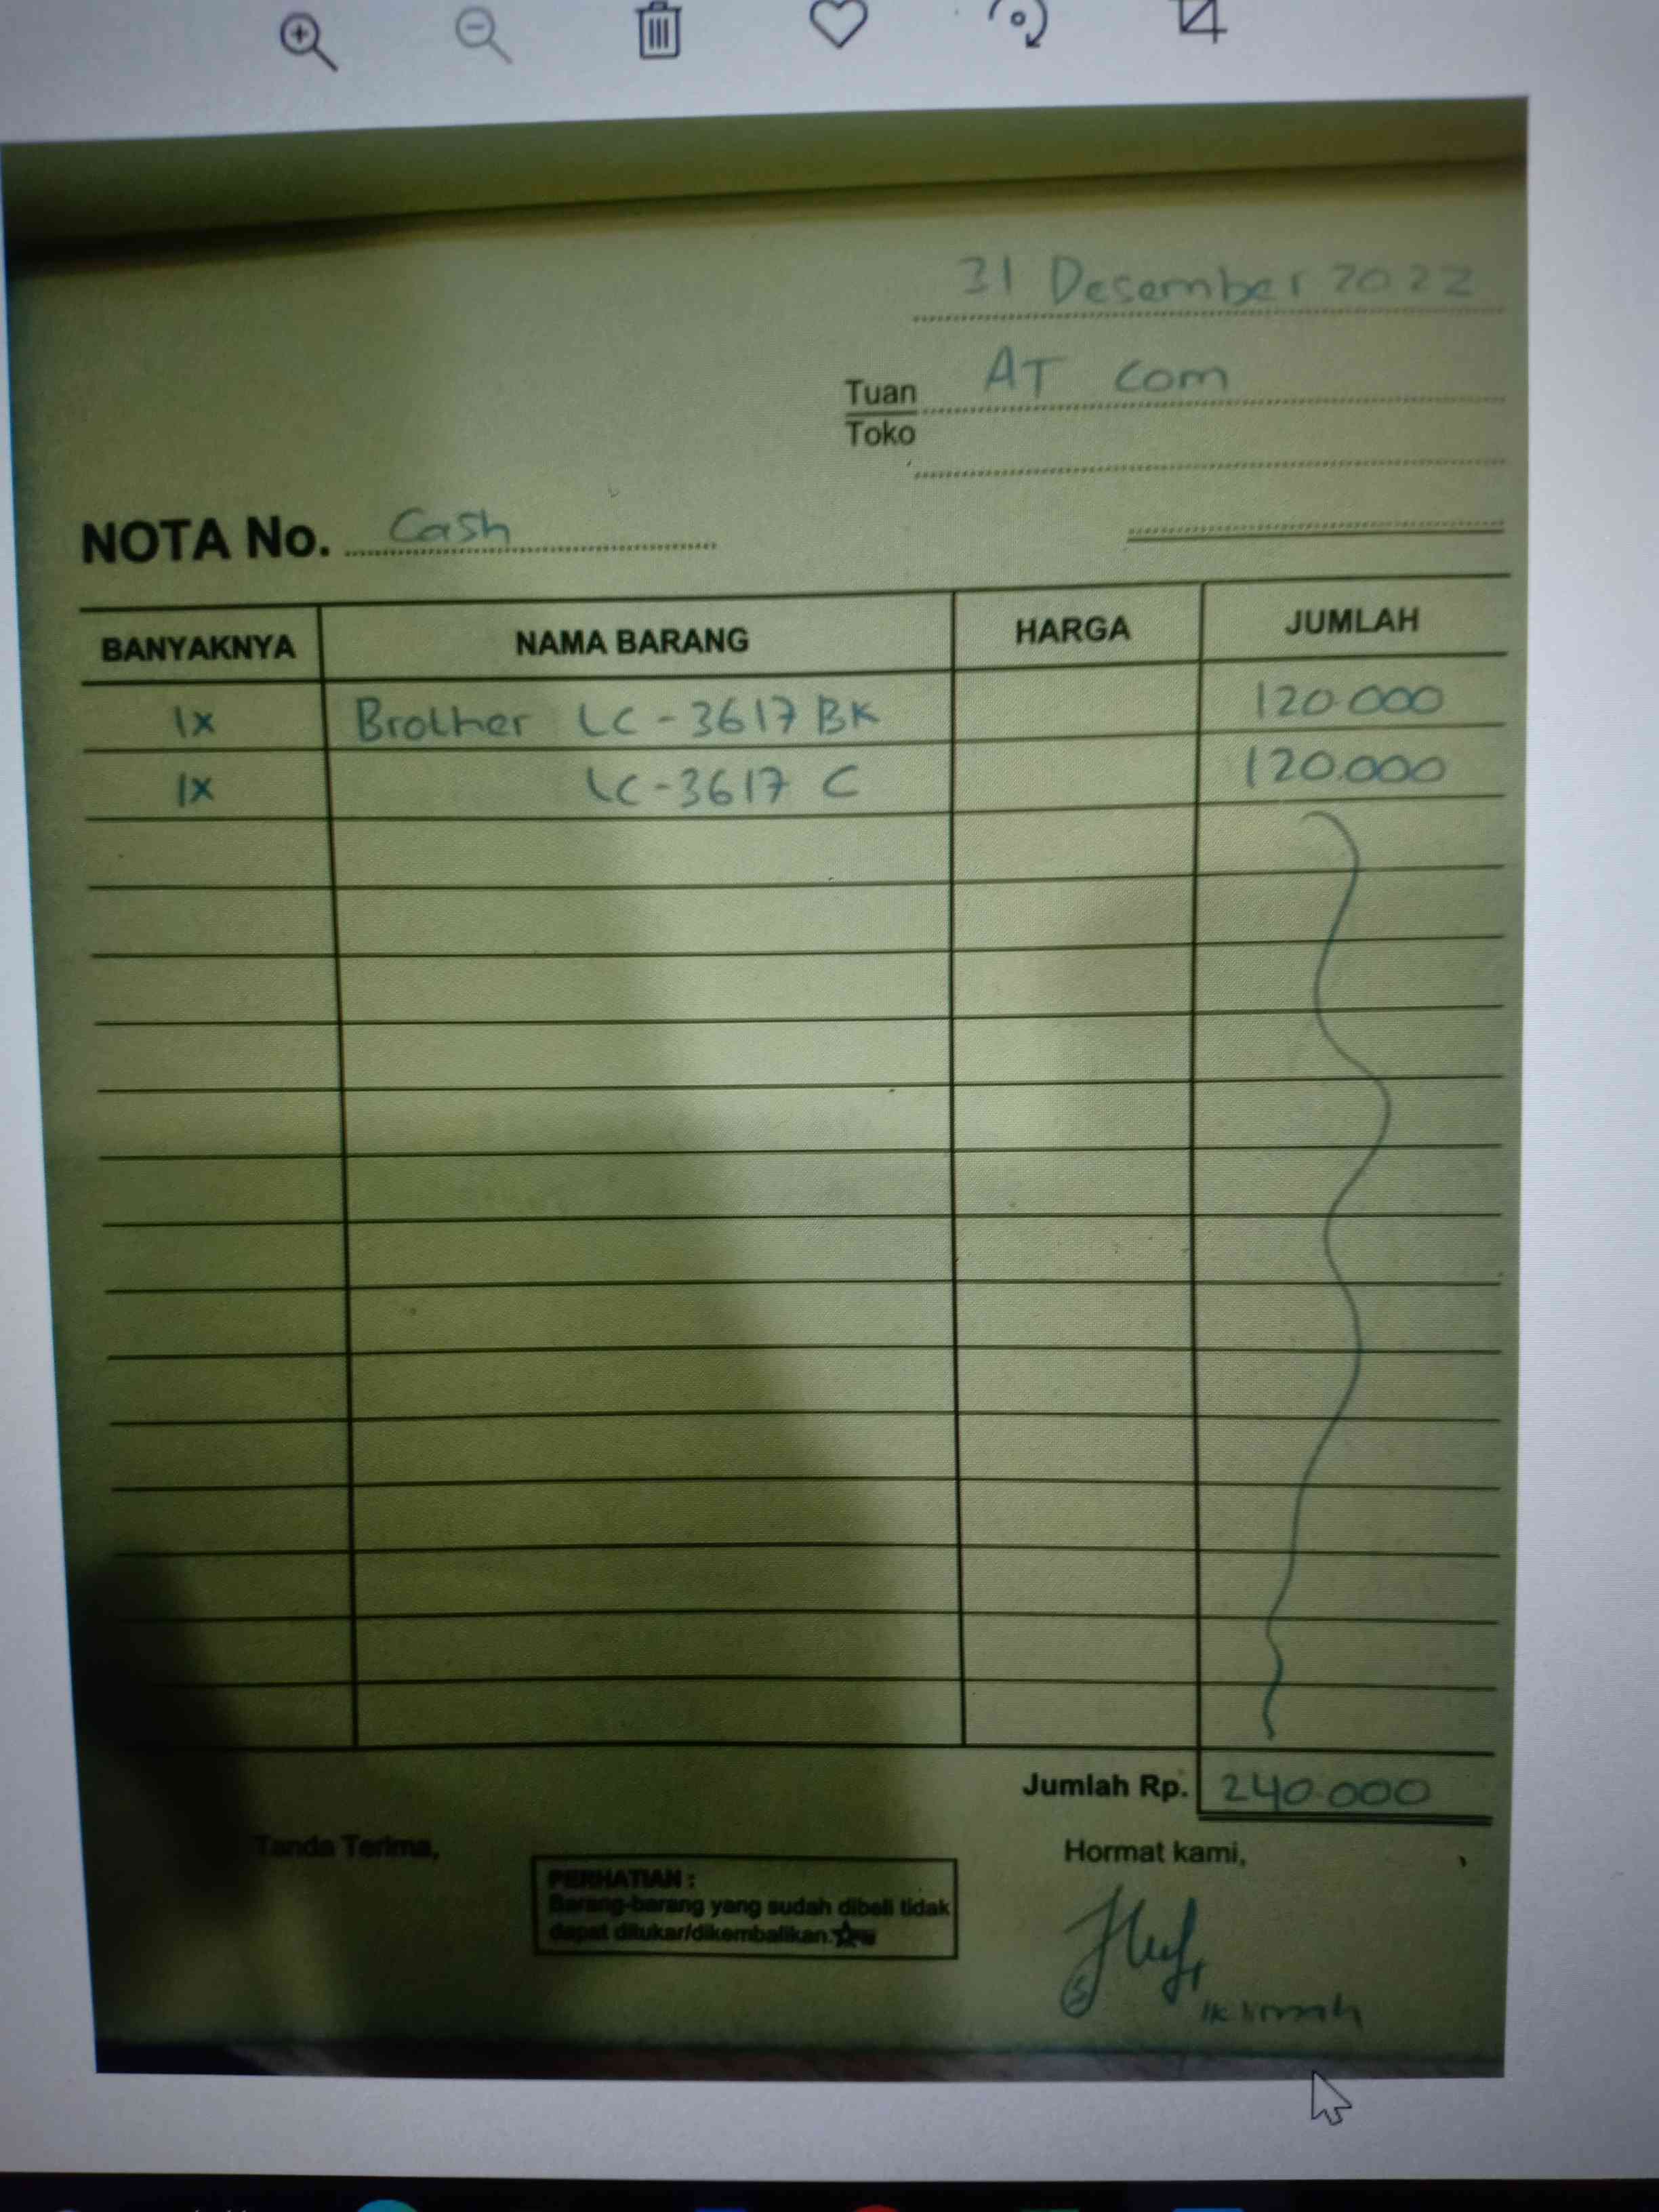 31 Desember 2022
Tuan AT Com
Toko
NOTA No. Cash
BANYAKNYA NAMA BARANG HARGA JUMLAH
1x Brother LC-3617 BK 120.000
1x LC-3617 C 120.000
Jumlah Rp. 240.000
Tanda Terima, Hormat kami,
PERHATIAN :
Barang-barang yang sudah dibeli tidak
dapat ditukar/dikembalikan.